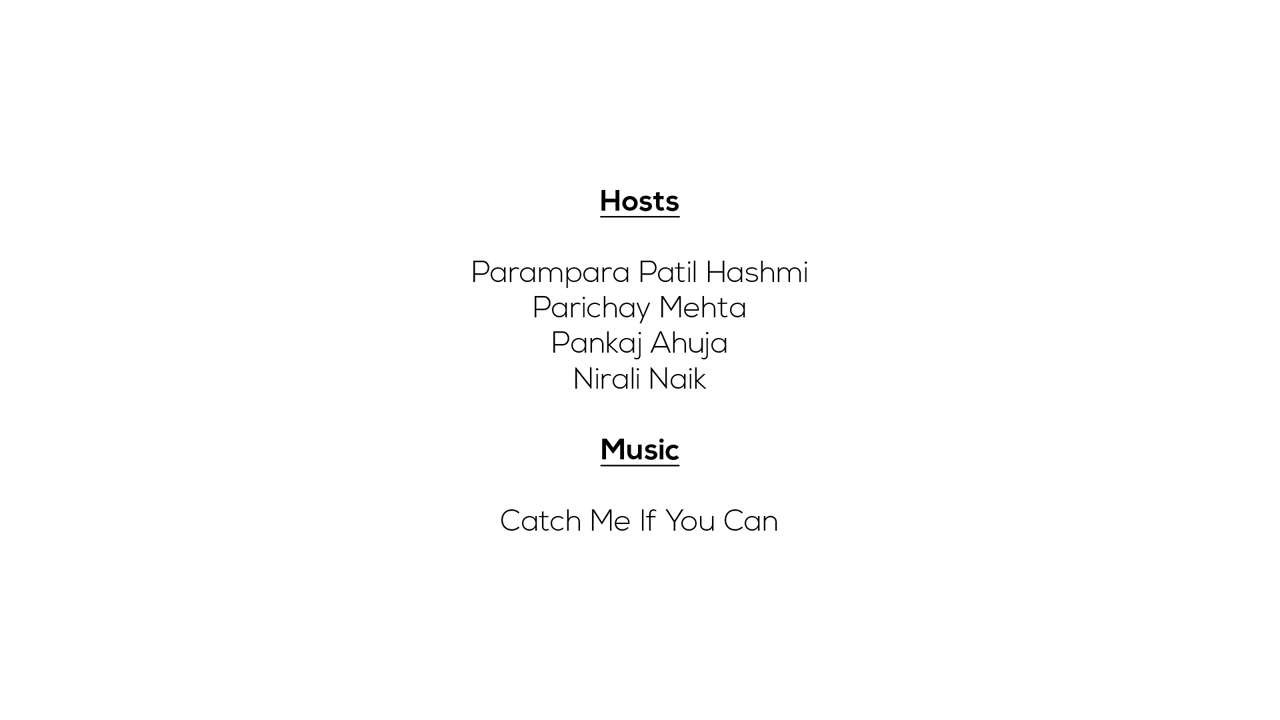 Hosts
Parampara Patil Hashmi
Parichay Mehta
Pankaj Ahuja
Nirali Naik
Music
Catch Me If You Can